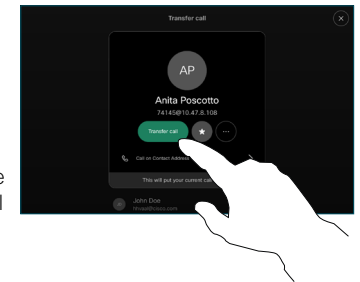 Transfer call
AP
Anita Poscotto
74145@10.47.8.108
Transfer call
Call on Contact Address
This will put your current cal
John Doe
e
l